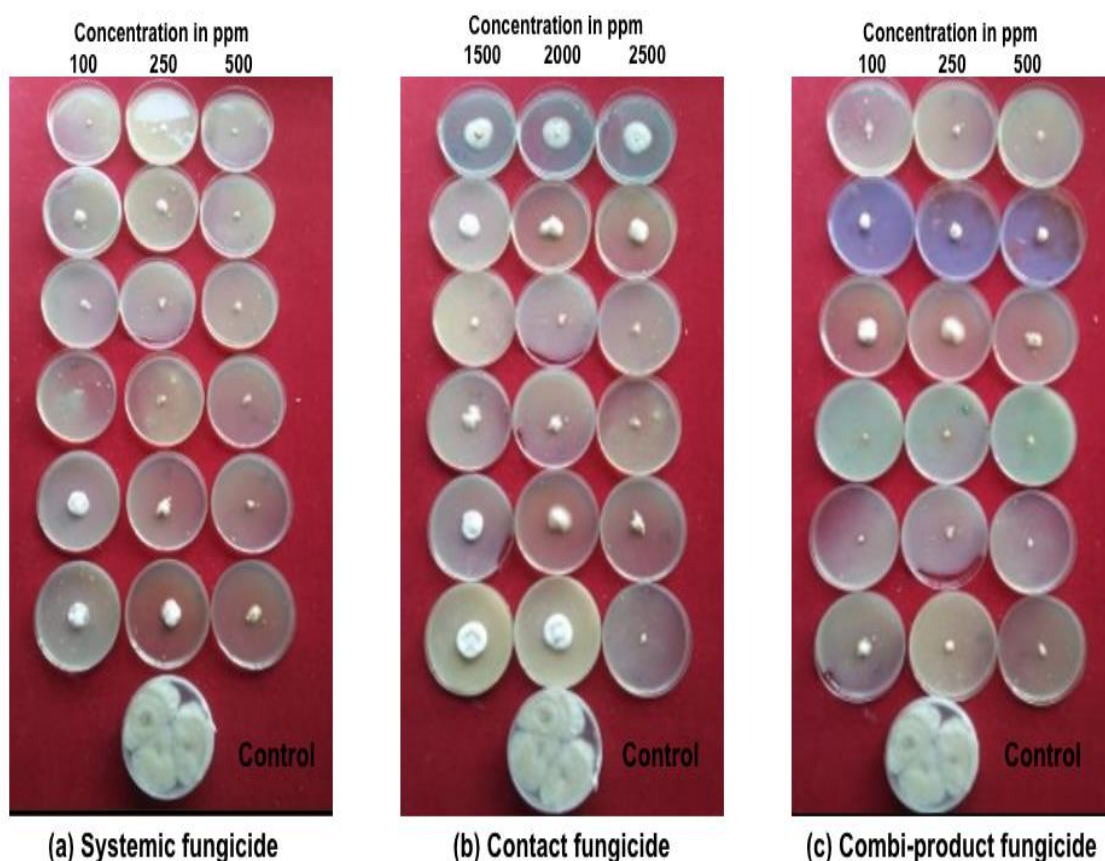 Concentration in ppm
100 250 500
Control
(a) Systemic fungicide
Concentration in ppm
1500 2000 2500
Control
(b) Contact fungicide
Concentration in ppm
100 250 500
Control
(c) Combi-product fungicide